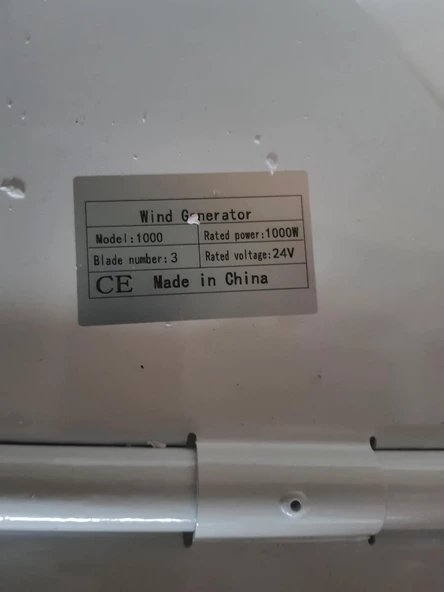 Wind Generator
Model:1000 Rated power:1000W
Blade number:3 Rated voltage:24V
CE Made in China